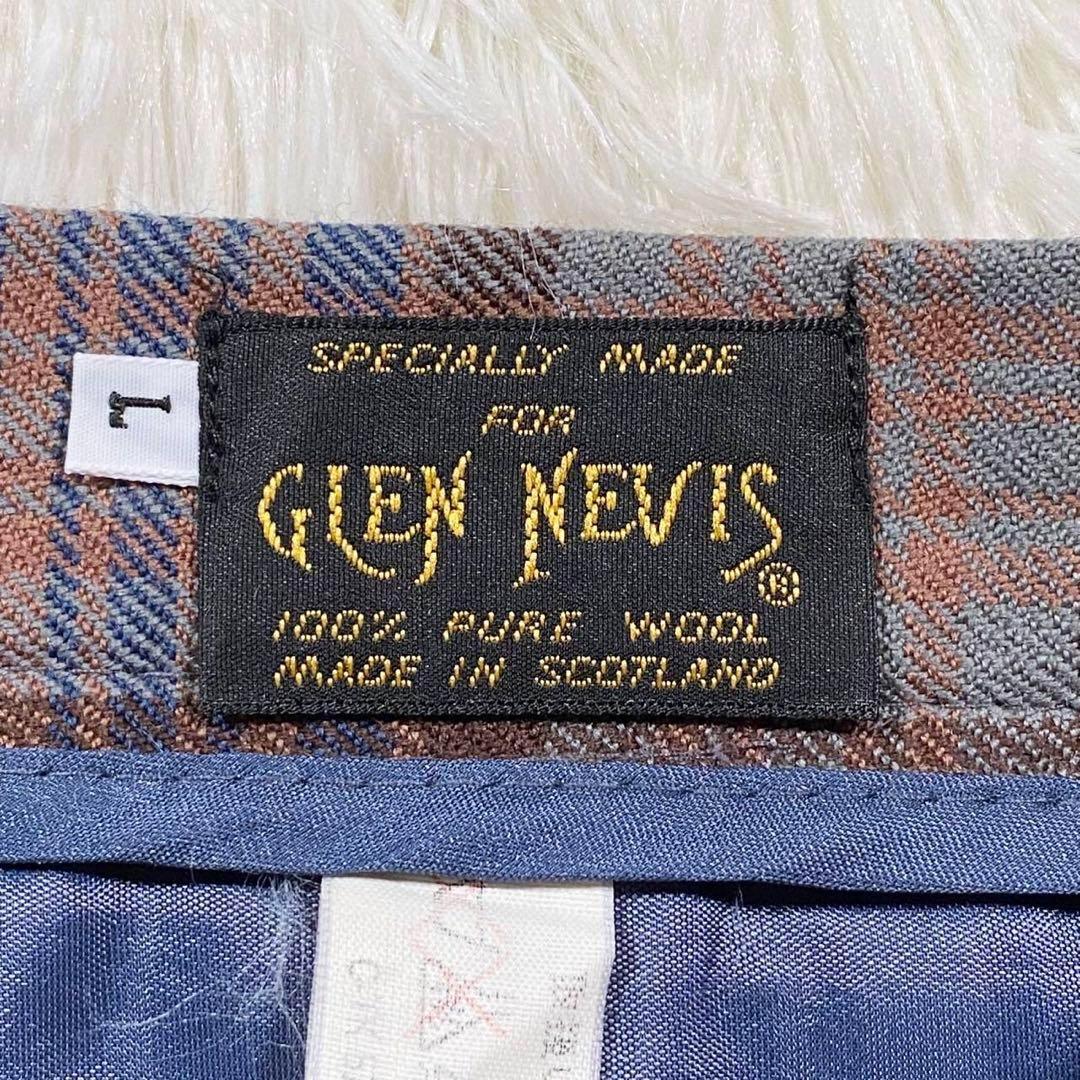 SPECIALLY MADE
FOR
GLEN NEVIS®
100% PURE WOOL
MADE IN SCOTLAND
L